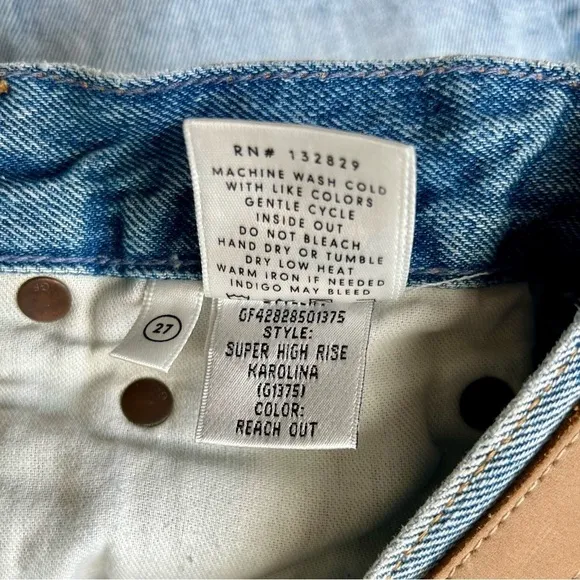 RN# 132829
MACHINE WASH COLD
WITH LIKE COLORS
GENTLE CYCLE
INSIDE OUT
DO NOT BLEACH
HAND DRY OR TUMBLE
DRY LOW HEAT
WARM IRON IF NEEDED
INDIGO MAY BLEED
27
GF42828501375
STYLE:
SUPER HIGH RISE
KAROLINA
(G1375)
COLOR:
REACH OUT